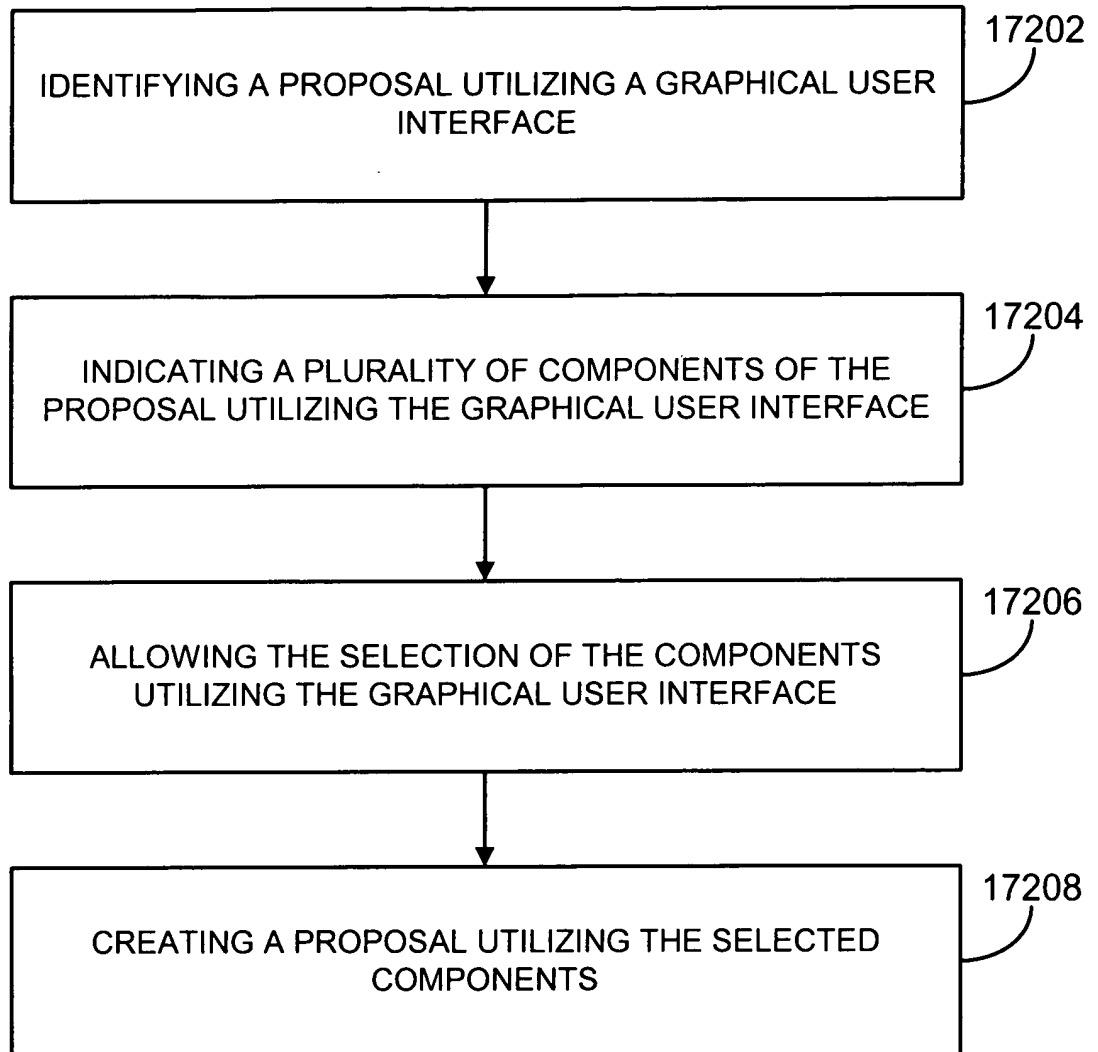 17202
IDENTIFYING A PROPOSAL UTILIZING A GRAPHICAL USER
INTERFACE
17204
INDICATING A PLURALITY OF COMPONENTS OF THE
PROPOSAL UTILIZING THE GRAPHICAL USER INTERFACE
17206
ALLOWING THE SELECTION OF THE COMPONENTS
UTILIZING THE GRAPHICAL USER INTERFACE
17208
CREATING A PROPOSAL UTILIZING THE SELECTED
COMPONENTS